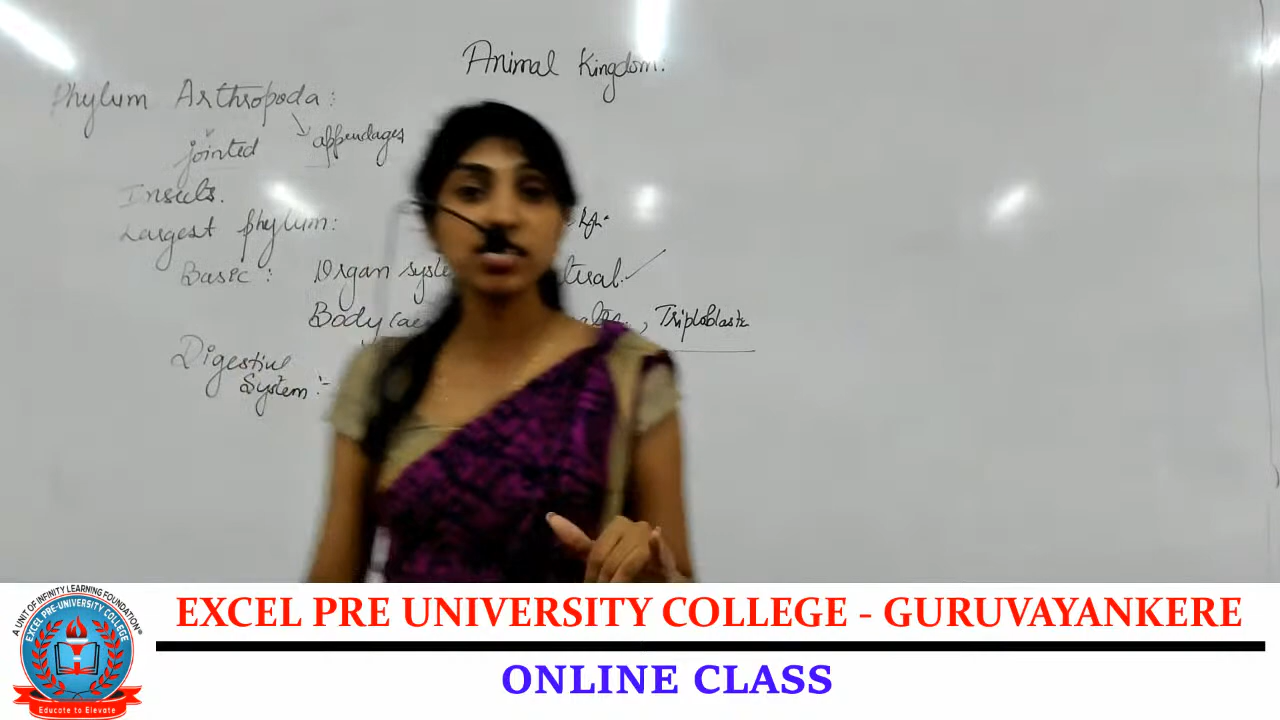 Animal Kingdom:
Phylum Arthropoda:
jointed
appendages
Insects.
Largest phylum:
Basic: Organ
Body
, Triploblastic
Digestive
System :-
A UNIT OF INFINITY LEARNING FOUNDATION®
EXCEL PRE-UNIVERSITY COLLEGE
Educate to Elevate
EXCEL PRE UNIVERSITY COLLEGE - GURUVAYANKERE
ONLINE CLASS